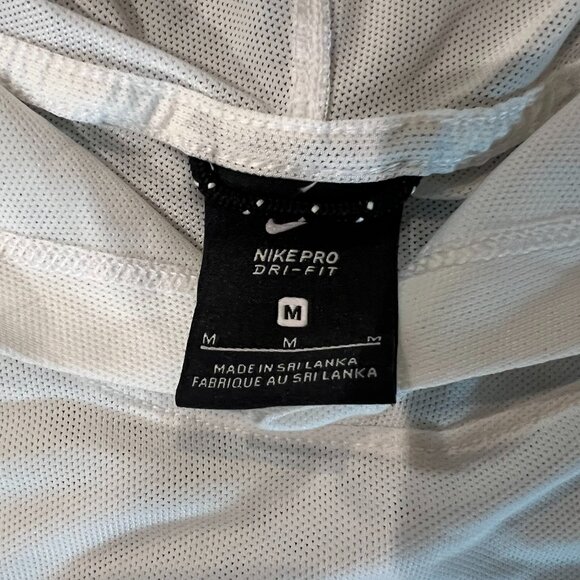 NIKE PRO
DRI-FIT
M
M M M
MADE IN SRI LANKA
FABRIQUE AU SRI LANKA